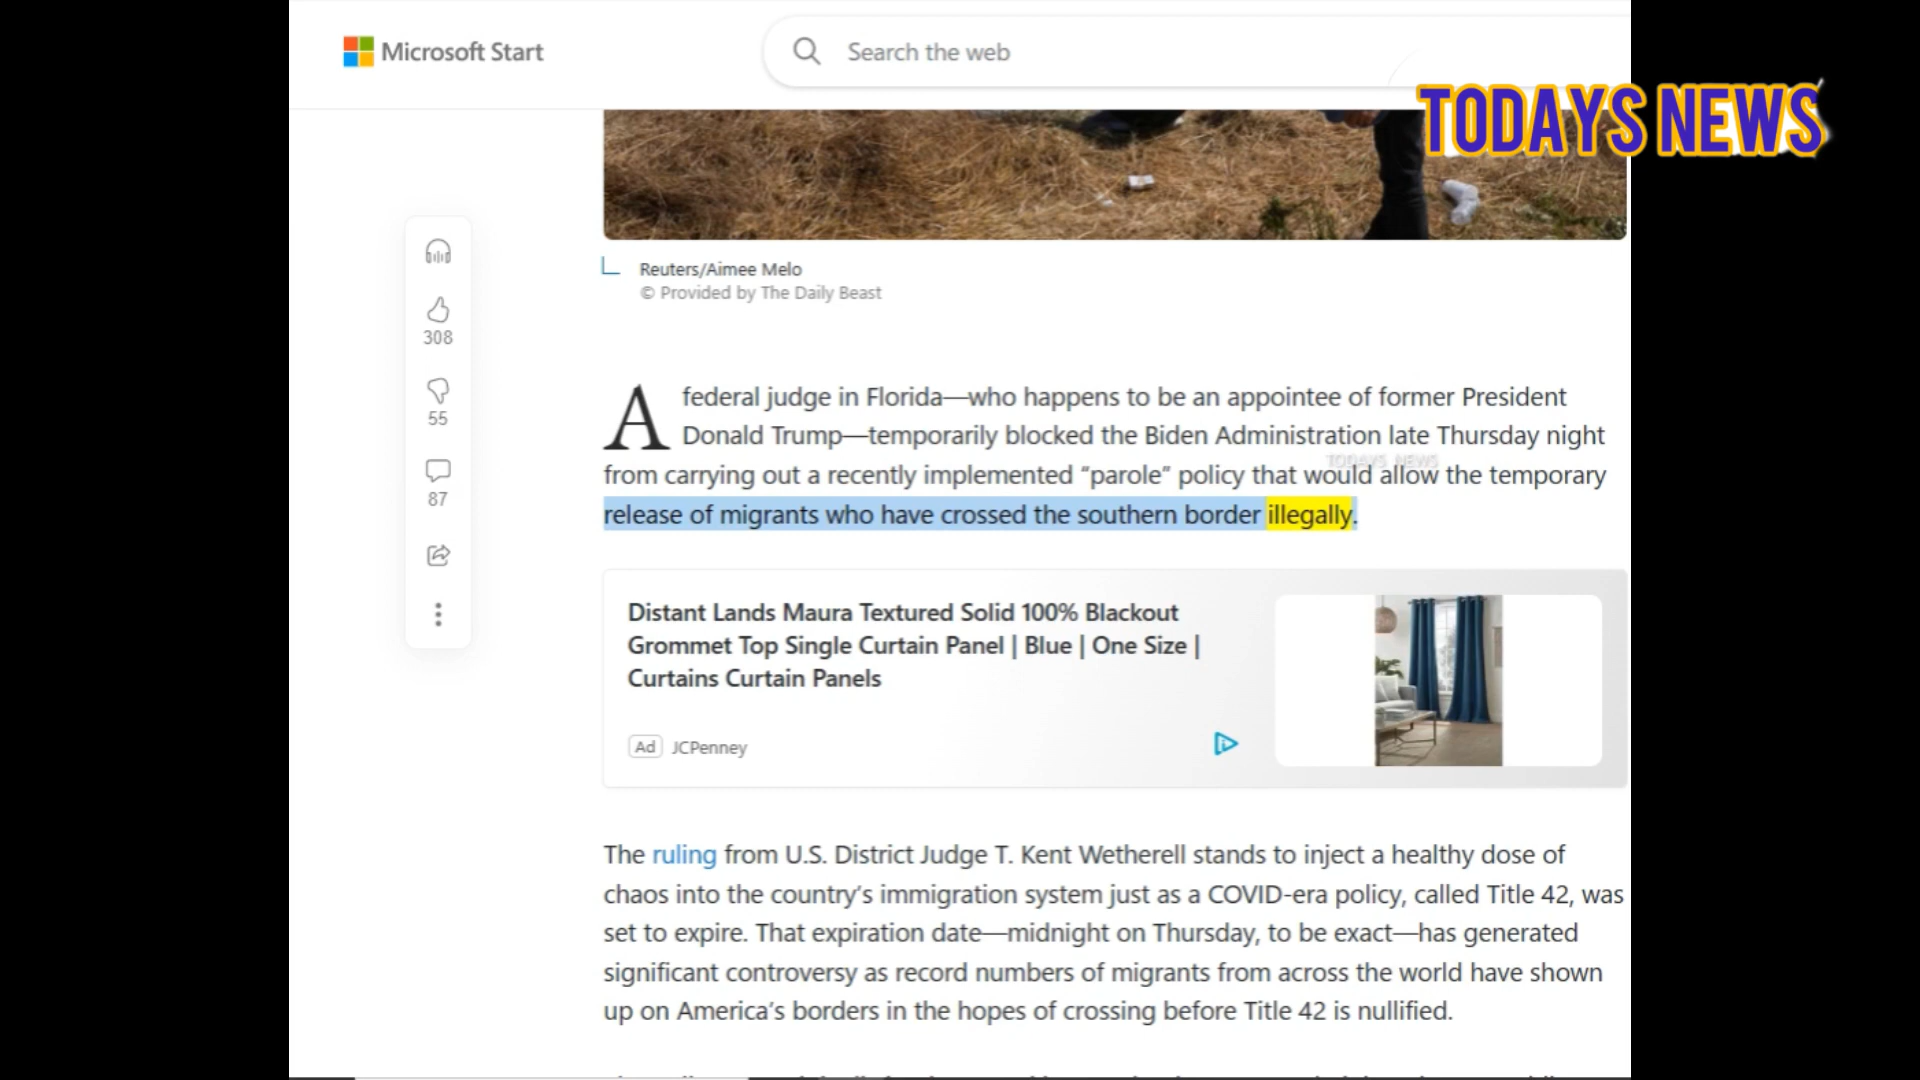 Microsoft Start
Search the web
TODAYS NEWS
Reuters/Aimee Melo
© Provided by The Daily Beast
308
55
87
A federal judge in Florida—who happens to be an appointee of former President
Donald Trump—temporarily blocked the Biden Administration late Thursday night
TODAYS NEWS
from carrying out a recently implemented “parole” policy that would allow the temporary
release of migrants who have crossed the southern border illegally.
Distant Lands Maura Textured Solid 100% Blackout
Grommet Top Single Curtain Panel | Blue | One Size |
Curtains Curtain Panels
Ad JCPenney
The ruling from U.S. District Judge T. Kent Wetherell stands to inject a healthy dose of
chaos into the country’s immigration system just as a COVID-era policy, called Title 42, was
set to expire. That expiration date—midnight on Thursday, to be exact—has generated
significant controversy as record numbers of migrants from across the world have shown
up on America’s borders in the hopes of crossing before Title 42 is nullified.